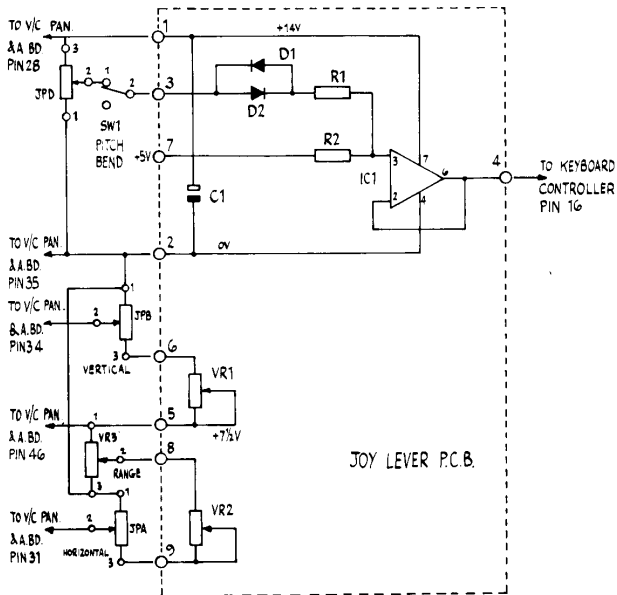 TO V/C PAN.
& A. BD.
PIN 28
3
JPD
2
1
1
2
SW1
PITCH
BEND
1
+14V
3
D1
D2
R1
7
+5V
R2
IC1
3
2
7
6
4
4
TO KEYBOARD
CONTROLLER
PIN 16
C1
2
0V
TO V/C PAN.
& A.BD.
PIN 35
TO V/C PAN.
& A.BD.
PIN 34
2
1
JPB
3
VERTICAL
6
VR1
5
+7½V
TO V/C PAN.
& A.BD.
PIN 46
1
VR3
2
RANGE
3
8
VR2
JOY LEVER P.C.B.
TO V/C PAN.
& A.BD.
PIN 31
2
1
JPA
HORIZONTAL
3
9